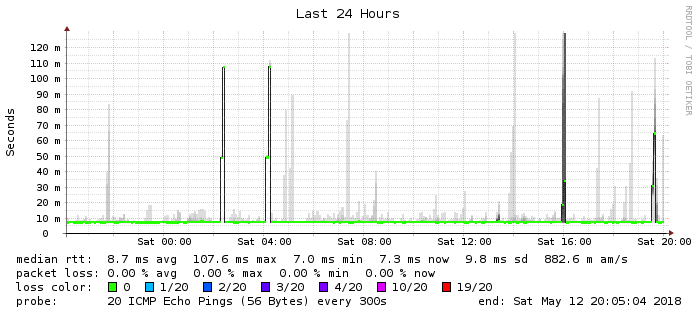 Last 24 Hours
RRDTOOL / TOBI OETIKER
Seconds
120 m
110 m
100 m
90 m
80 m
70 m
60 m
50 m
40 m
30 m
20 m
10 m
0
Sat 00:00 Sat 04:00 Sat 08:00 Sat 12:00 Sat 16:00 Sat 20:00
median rtt: 8.7 ms avg 107.6 ms max 7.0 ms min 7.3 ms now 9.8 ms sd 882.6 m am/s
packet loss: 0.00 % avg 0.00 % max 0.00 % min 0.00 % now
loss color: 0 1/20 2/20 3/20 4/20 10/20 19/20
probe: 20 ICMP Echo Pings (56 Bytes) every 300s end: Sat May 12 20:05:04 2018